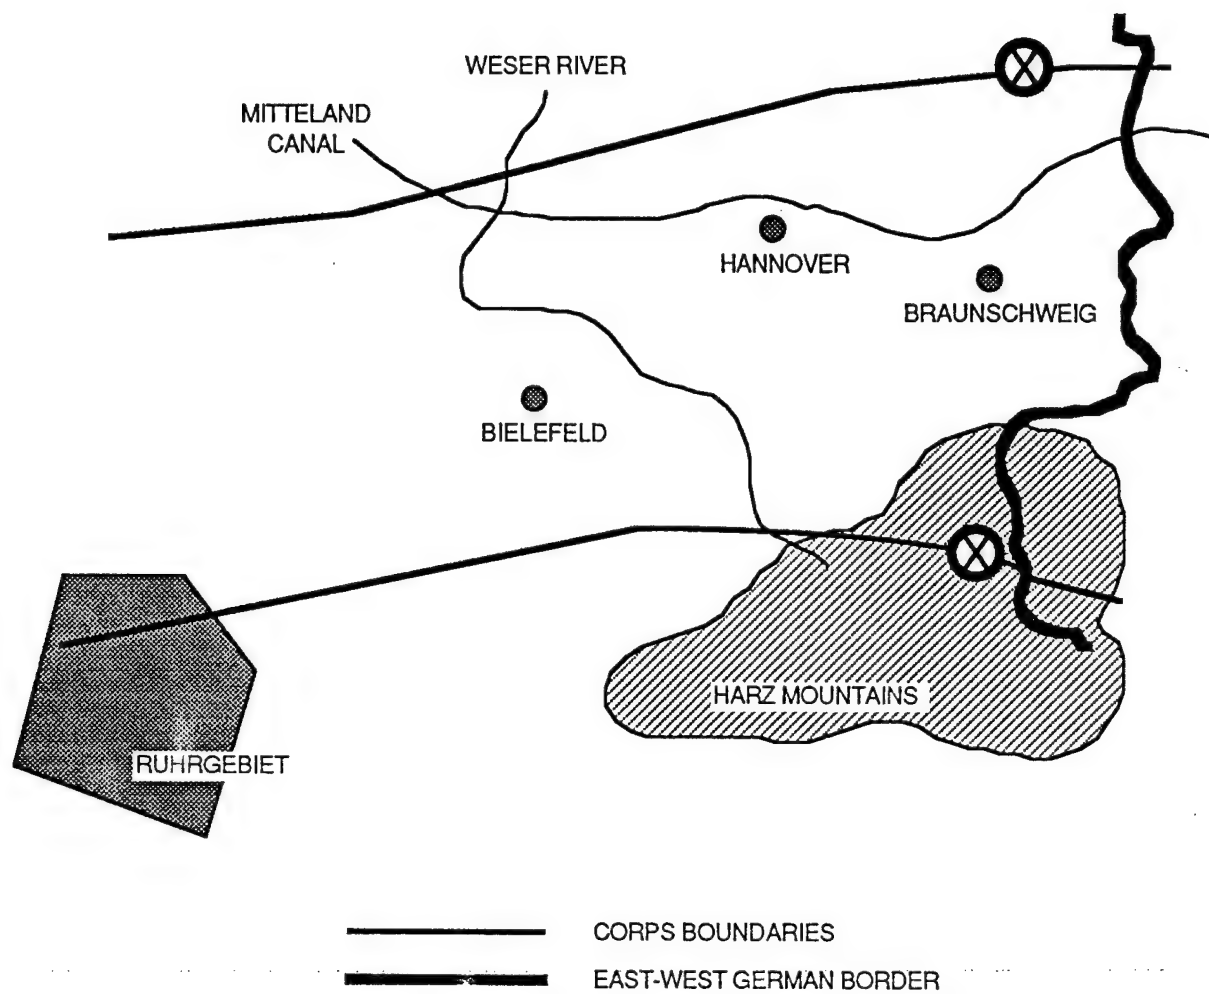 WESER RIVER
MITTELAND
CANAL
HANNOVER
BRAUNSCHWEIG
BIELEFELD
HARZ MOUNTAINS
RUHRGEBIET
CORPS BOUNDARIES
EAST-WEST GERMAN BORDER